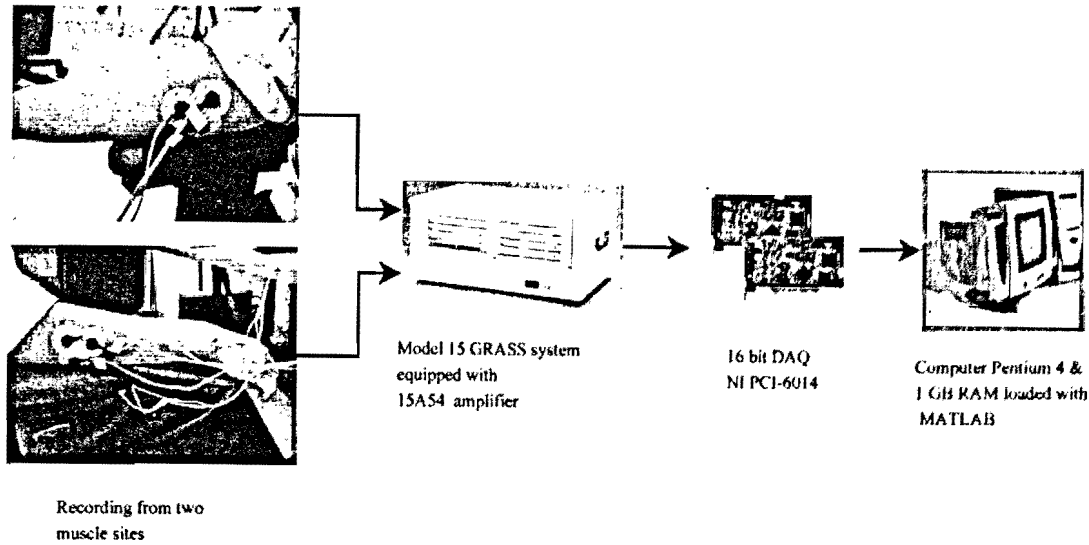 Model 15 GRASS system
equipped with
15A54 amplifier
16 bit DAQ
NI PCI-6014
Computer Pentium 4 &
1 GB RAM loaded with
MATLAB
Recording from two
muscle sites